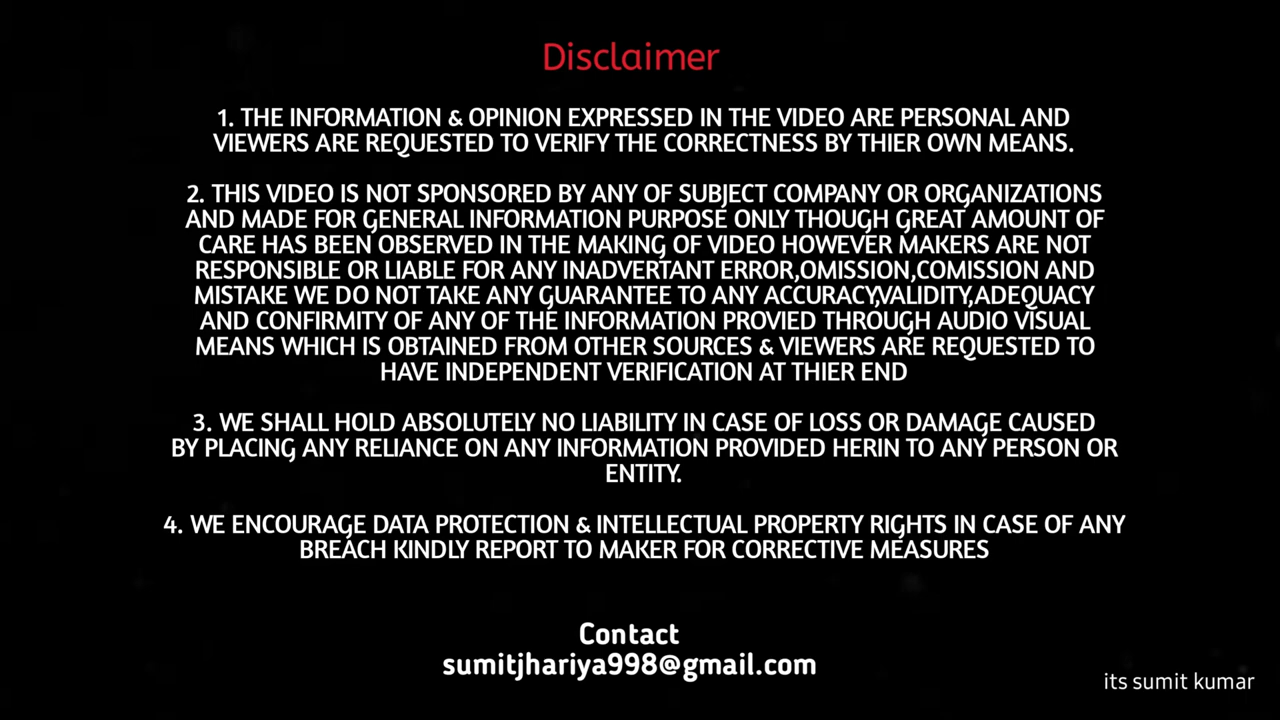 Disclaimer
1. THE INFORMATION & OPINION EXPRESSED IN THE VIDEO ARE PERSONAL AND
VIEWERS ARE REQUESTED TO VERIFY THE CORRECTNESS BY THIER OWN MEANS.
2. THIS VIDEO IS NOT SPONSORED BY ANY OF SUBJECT COMPANY OR ORGANIZATIONS
AND MADE FOR GENERAL INFORMATION PURPOSE ONLY THOUGH GREAT AMOUNT OF
CARE HAS BEEN OBSERVED IN THE MAKING OF VIDEO HOWEVER MAKERS ARE NOT
RESPONSIBLE OR LIABLE FOR ANY INADVERTANT ERROR,OMISSION,COMISSION AND
MISTAKE WE DO NOT TAKE ANY GUARANTEE TO ANY ACCURACY,VALIDITY,ADEQUACY
AND CONFIRMITY OF ANY OF THE INFORMATION PROVIED THROUGH AUDIO VISUAL
MEANS WHICH IS OBTAINED FROM OTHER SOURCES & VIEWERS ARE REQUESTED TO
HAVE INDEPENDENT VERIFICATION AT THIER END
3. WE SHALL HOLD ABSOLUTELY NO LIABILITY IN CASE OF LOSS OR DAMAGE CAUSED
BY PLACING ANY RELIANCE ON ANY INFORMATION PROVIDED HERIN TO ANY PERSON OR
ENTITY.
4. WE ENCOURAGE DATA PROTECTION & INTELLECTUAL PROPERTY RIGHTS IN CASE OF ANY
BREACH KINDLY REPORT TO MAKER FOR CORRECTIVE MEASURES
Contact
sumitjhariya998@gmail.com
its sumit kumar